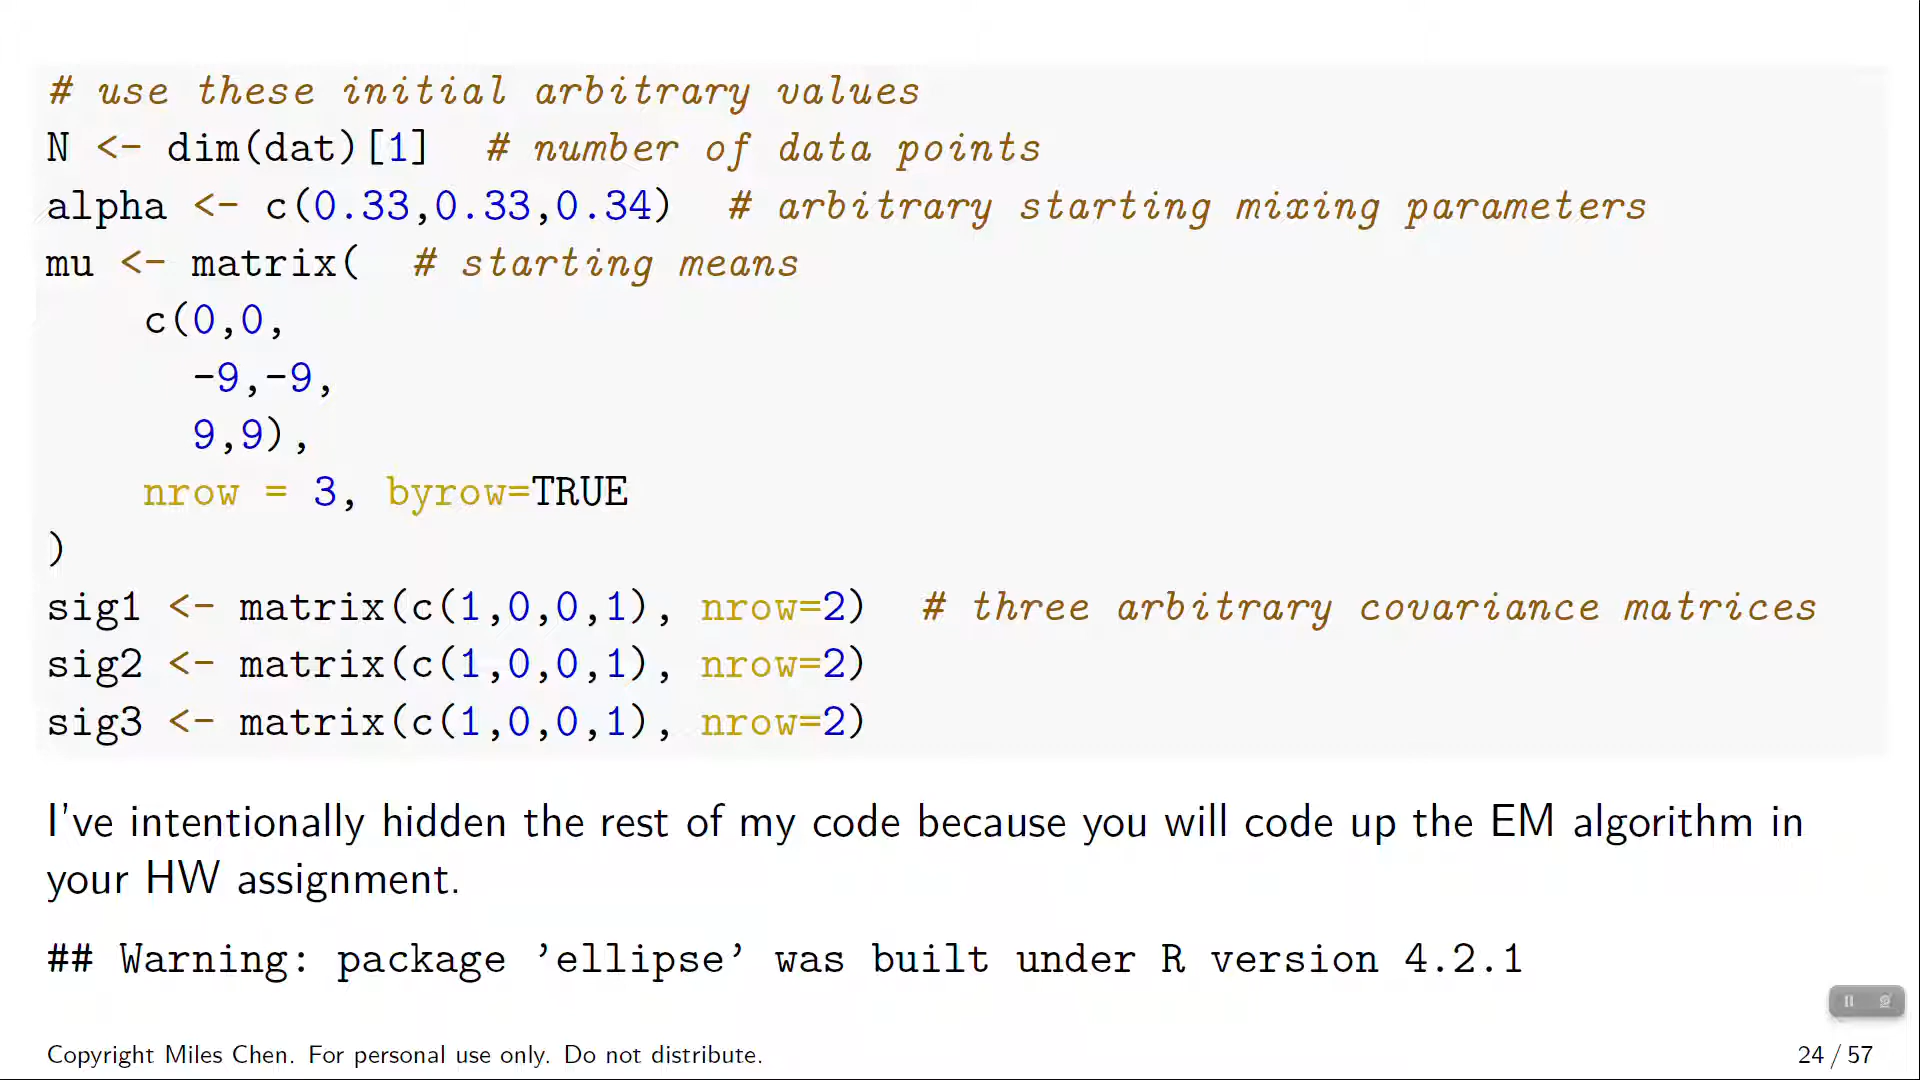 # use these initial arbitrary values
N <- dim(dat)[1]  # number of data points
alpha <- c(0.33,0.33,0.34)  # arbitrary starting mixing parameters
mu <- matrix(  # starting means
    c(0,0,
      -9,-9,
      9,9),
    nrow = 3, byrow=TRUE
)
sig1 <- matrix(c(1,0,0,1), nrow=2)  # three arbitrary covariance matrices
sig2 <- matrix(c(1,0,0,1), nrow=2)
sig3 <- matrix(c(1,0,0,1), nrow=2)
I've intentionally hidden the rest of my code because you will code up the EM algorithm in
your HW assignment.
## Warning: package 'ellipse' was built under R version 4.2.1
Copyright Miles Chen. For personal use only. Do not distribute.
24 / 57